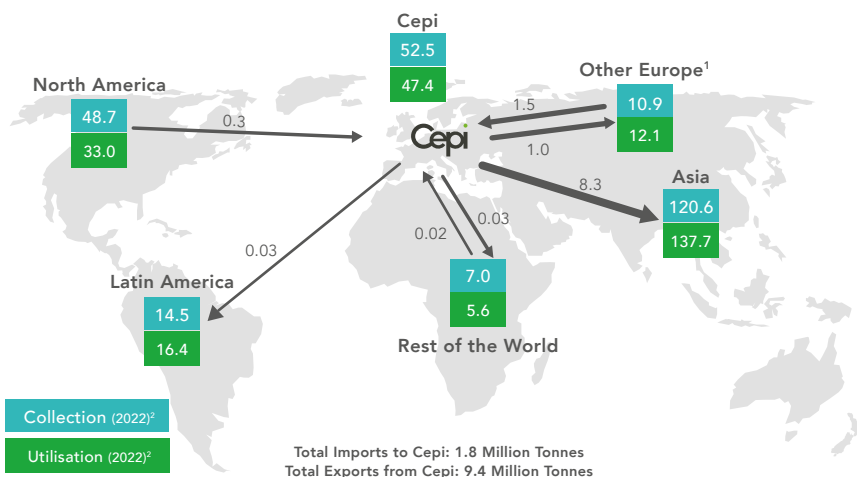 Cepi
52.5
47.4
North America
48.7
33.0
0.3
Cepi
Other Europe¹
10.9
12.1
1.5
1.0
Asia
120.6
137.7
8.3
0.03
0.02
0.03
Latin America
14.5
16.4
7.0
5.6
Rest of the World
Collection (2022)²
Utilisation (2022)²
Total Imports to Cepi: 1.8 Million Tonnes
Total Exports from Cepi: 9.4 Million Tonnes